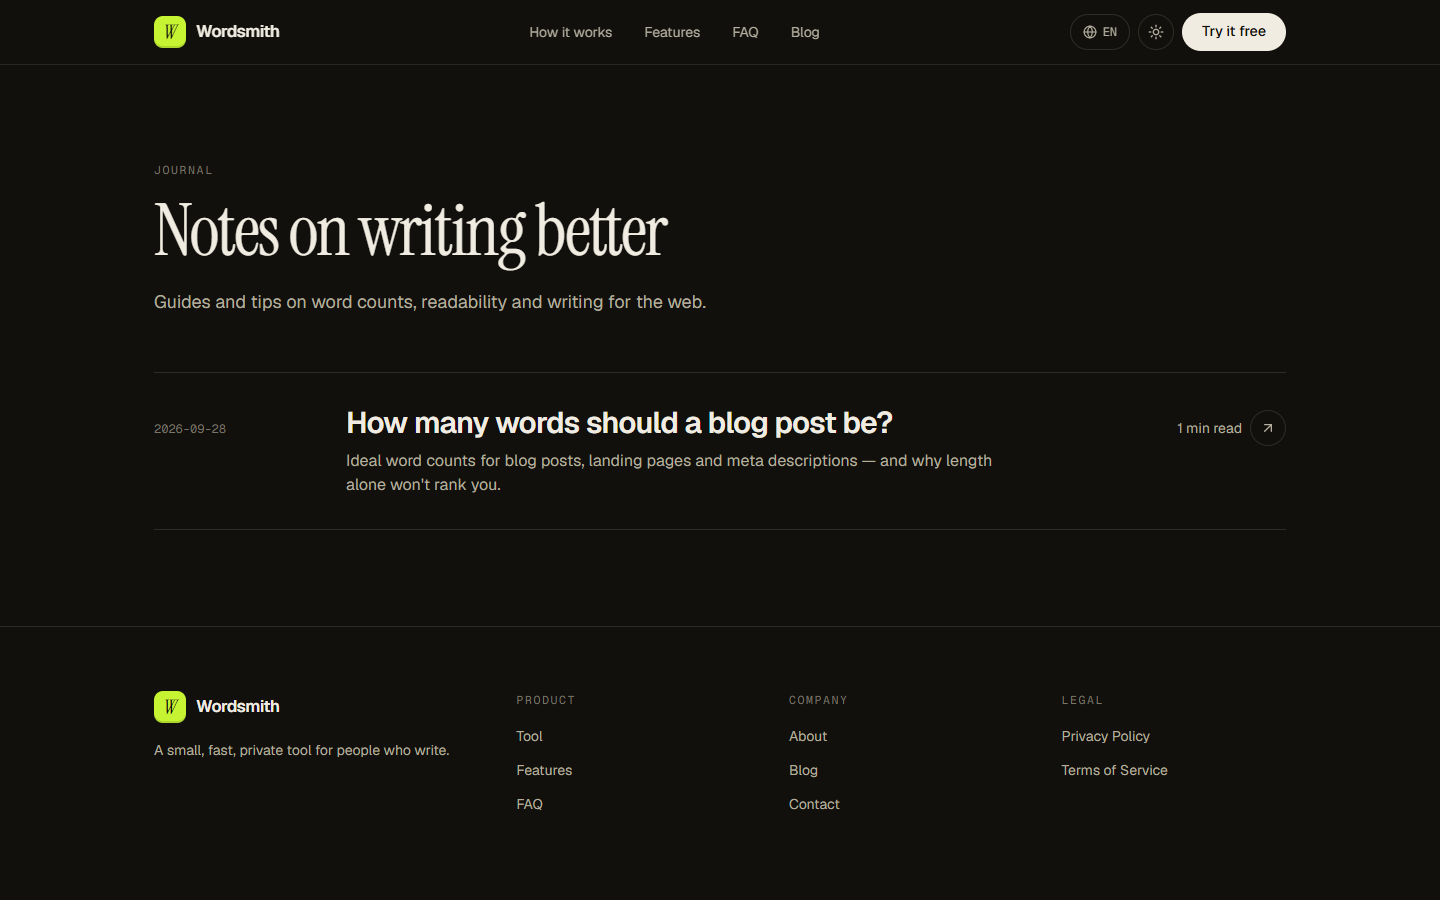 W Wordsmith
How it works
Features
FAQ
Blog
EN
Try it free
JOURNAL
Notes on writing better
Guides and tips on word counts, readability and writing for the web.
2026-09-28
How many words should a blog post be?
1 min read
Ideal word counts for blog posts, landing pages and meta descriptions — and why length
alone won't rank you.
W Wordsmith
A small, fast, private tool for people who write.
PRODUCT
Tool
Features
FAQ
COMPANY
About
Blog
Contact
LEGAL
Privacy Policy
Terms of Service